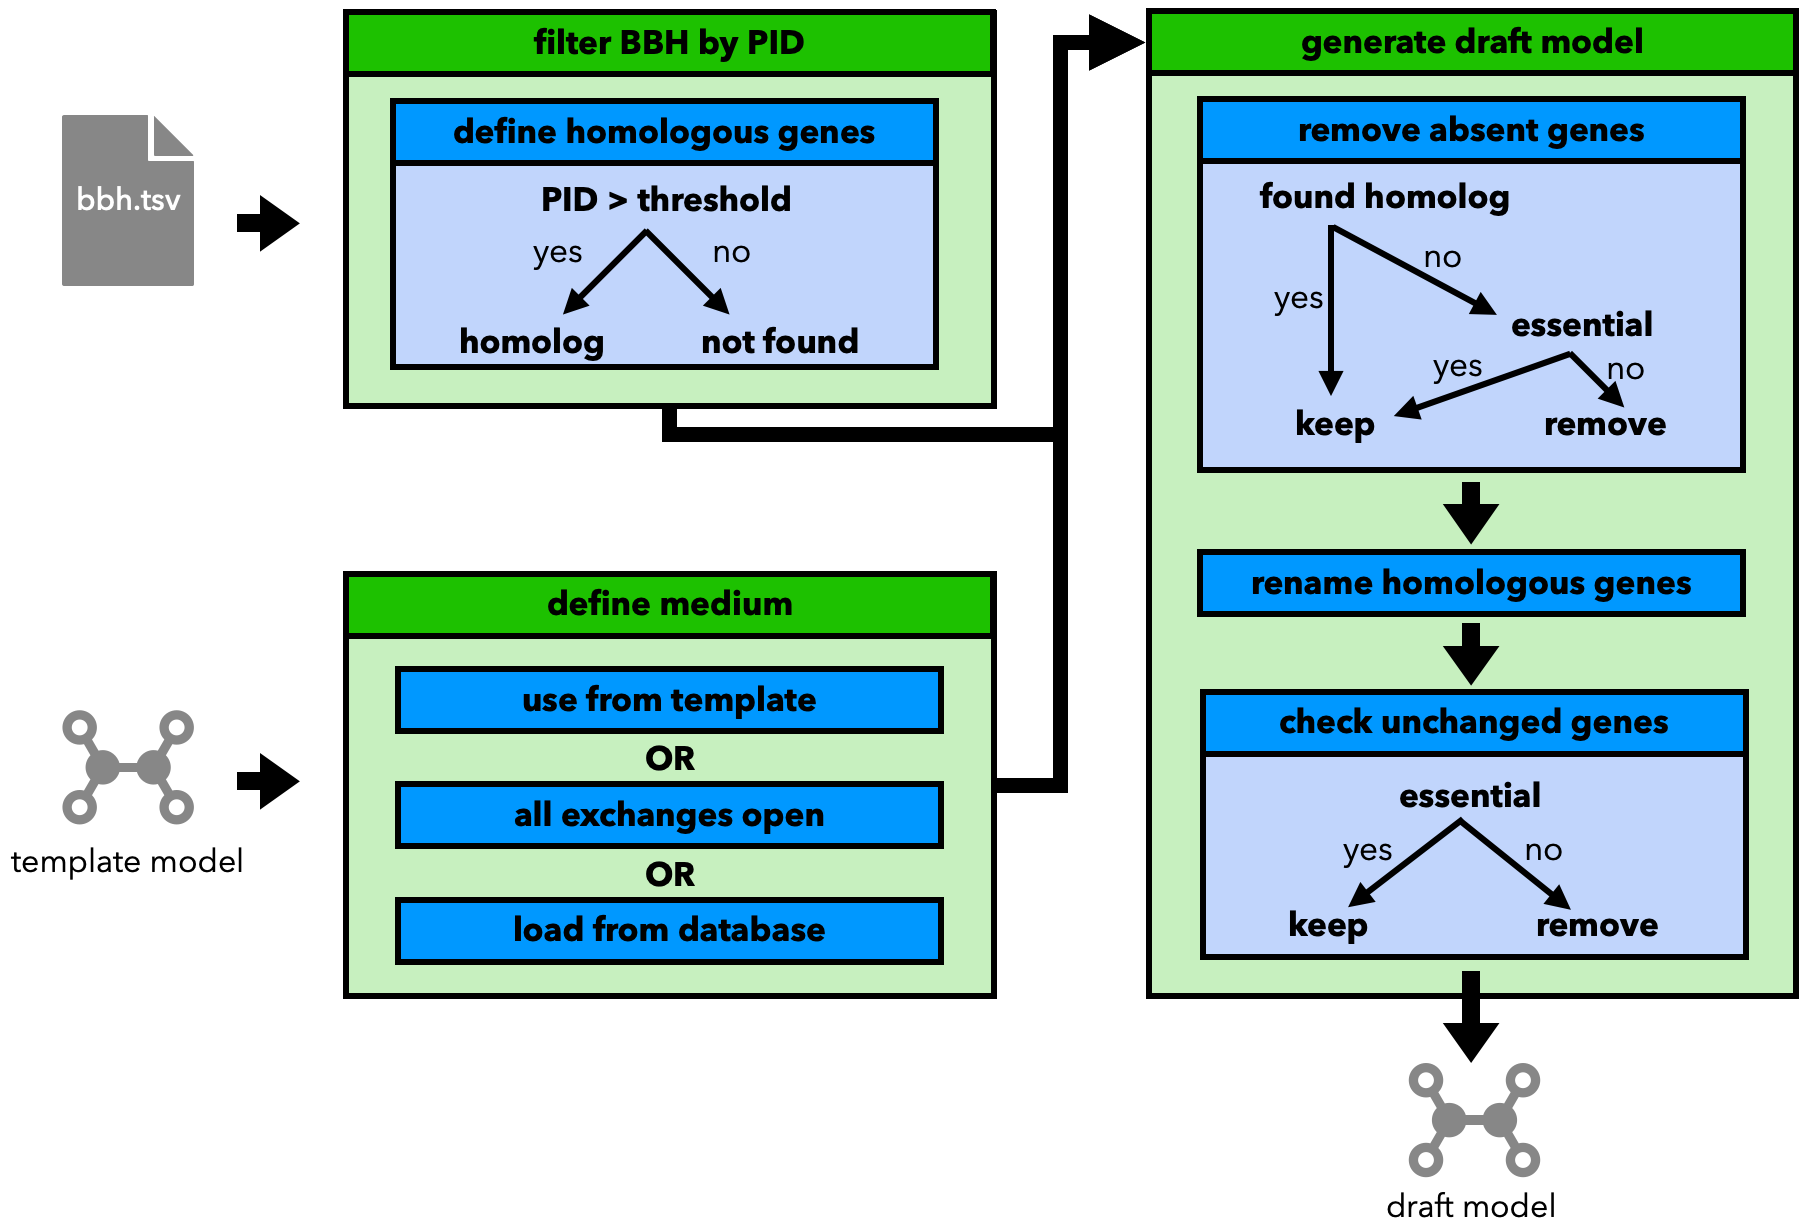 bbh.tsv
filter BBH by PID
define homologous genes
PID > threshold
yes
no
homolog
not found
template model
define medium
use from template
OR
all exchanges open
OR
load from database
generate draft model
remove absent genes
found homolog
no
yes
essential
yes
no
keep
remove
rename homologous genes
check unchanged genes
essential
yes
no
keep
remove
draft model